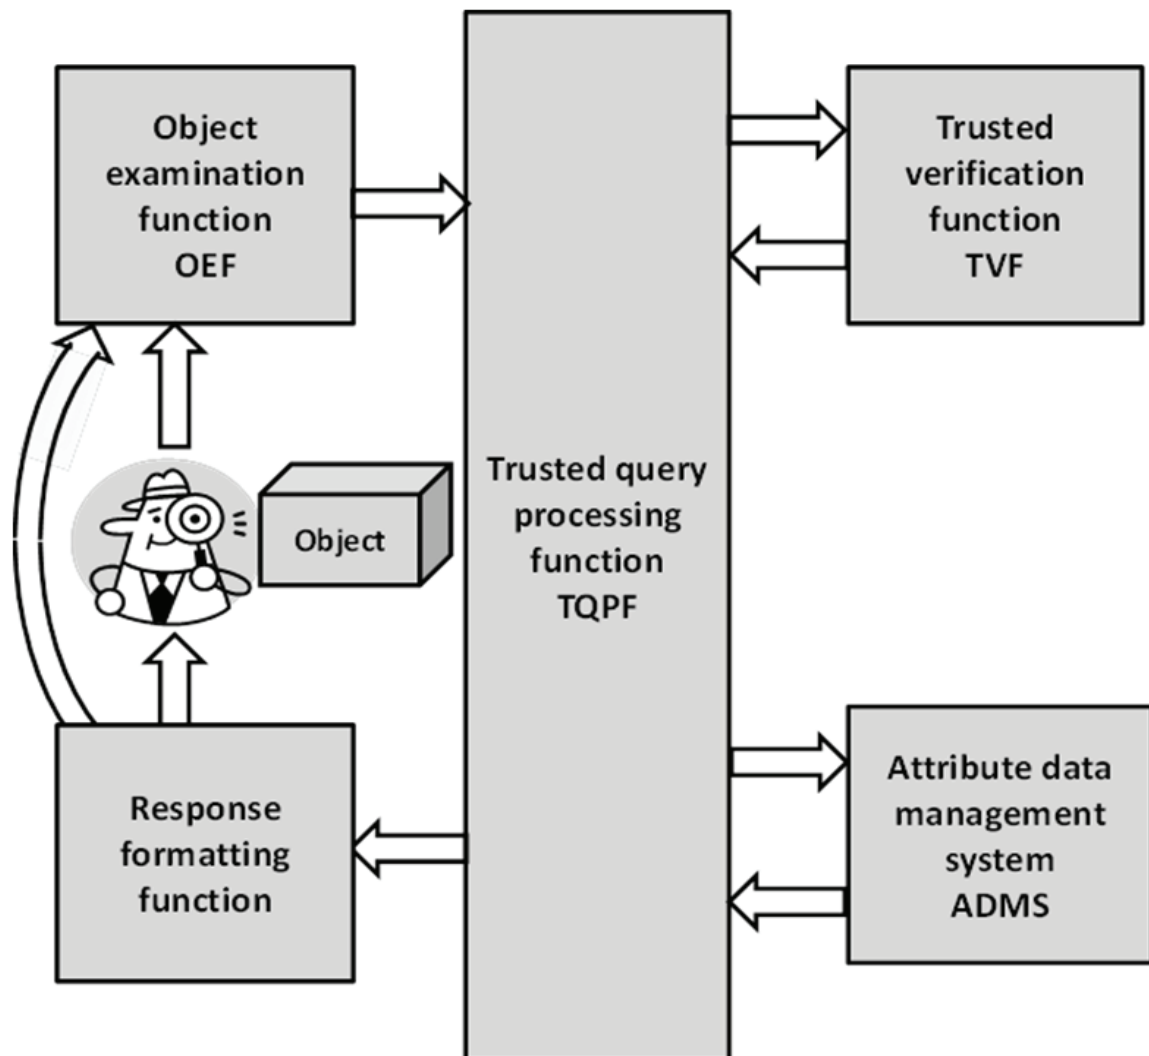 Object
examination
function
OEF
Trusted
verification
function
TVF
Object
Trusted query
processing
function
TQPF
Response
formatting
function
Attribute data
management
system
ADMS